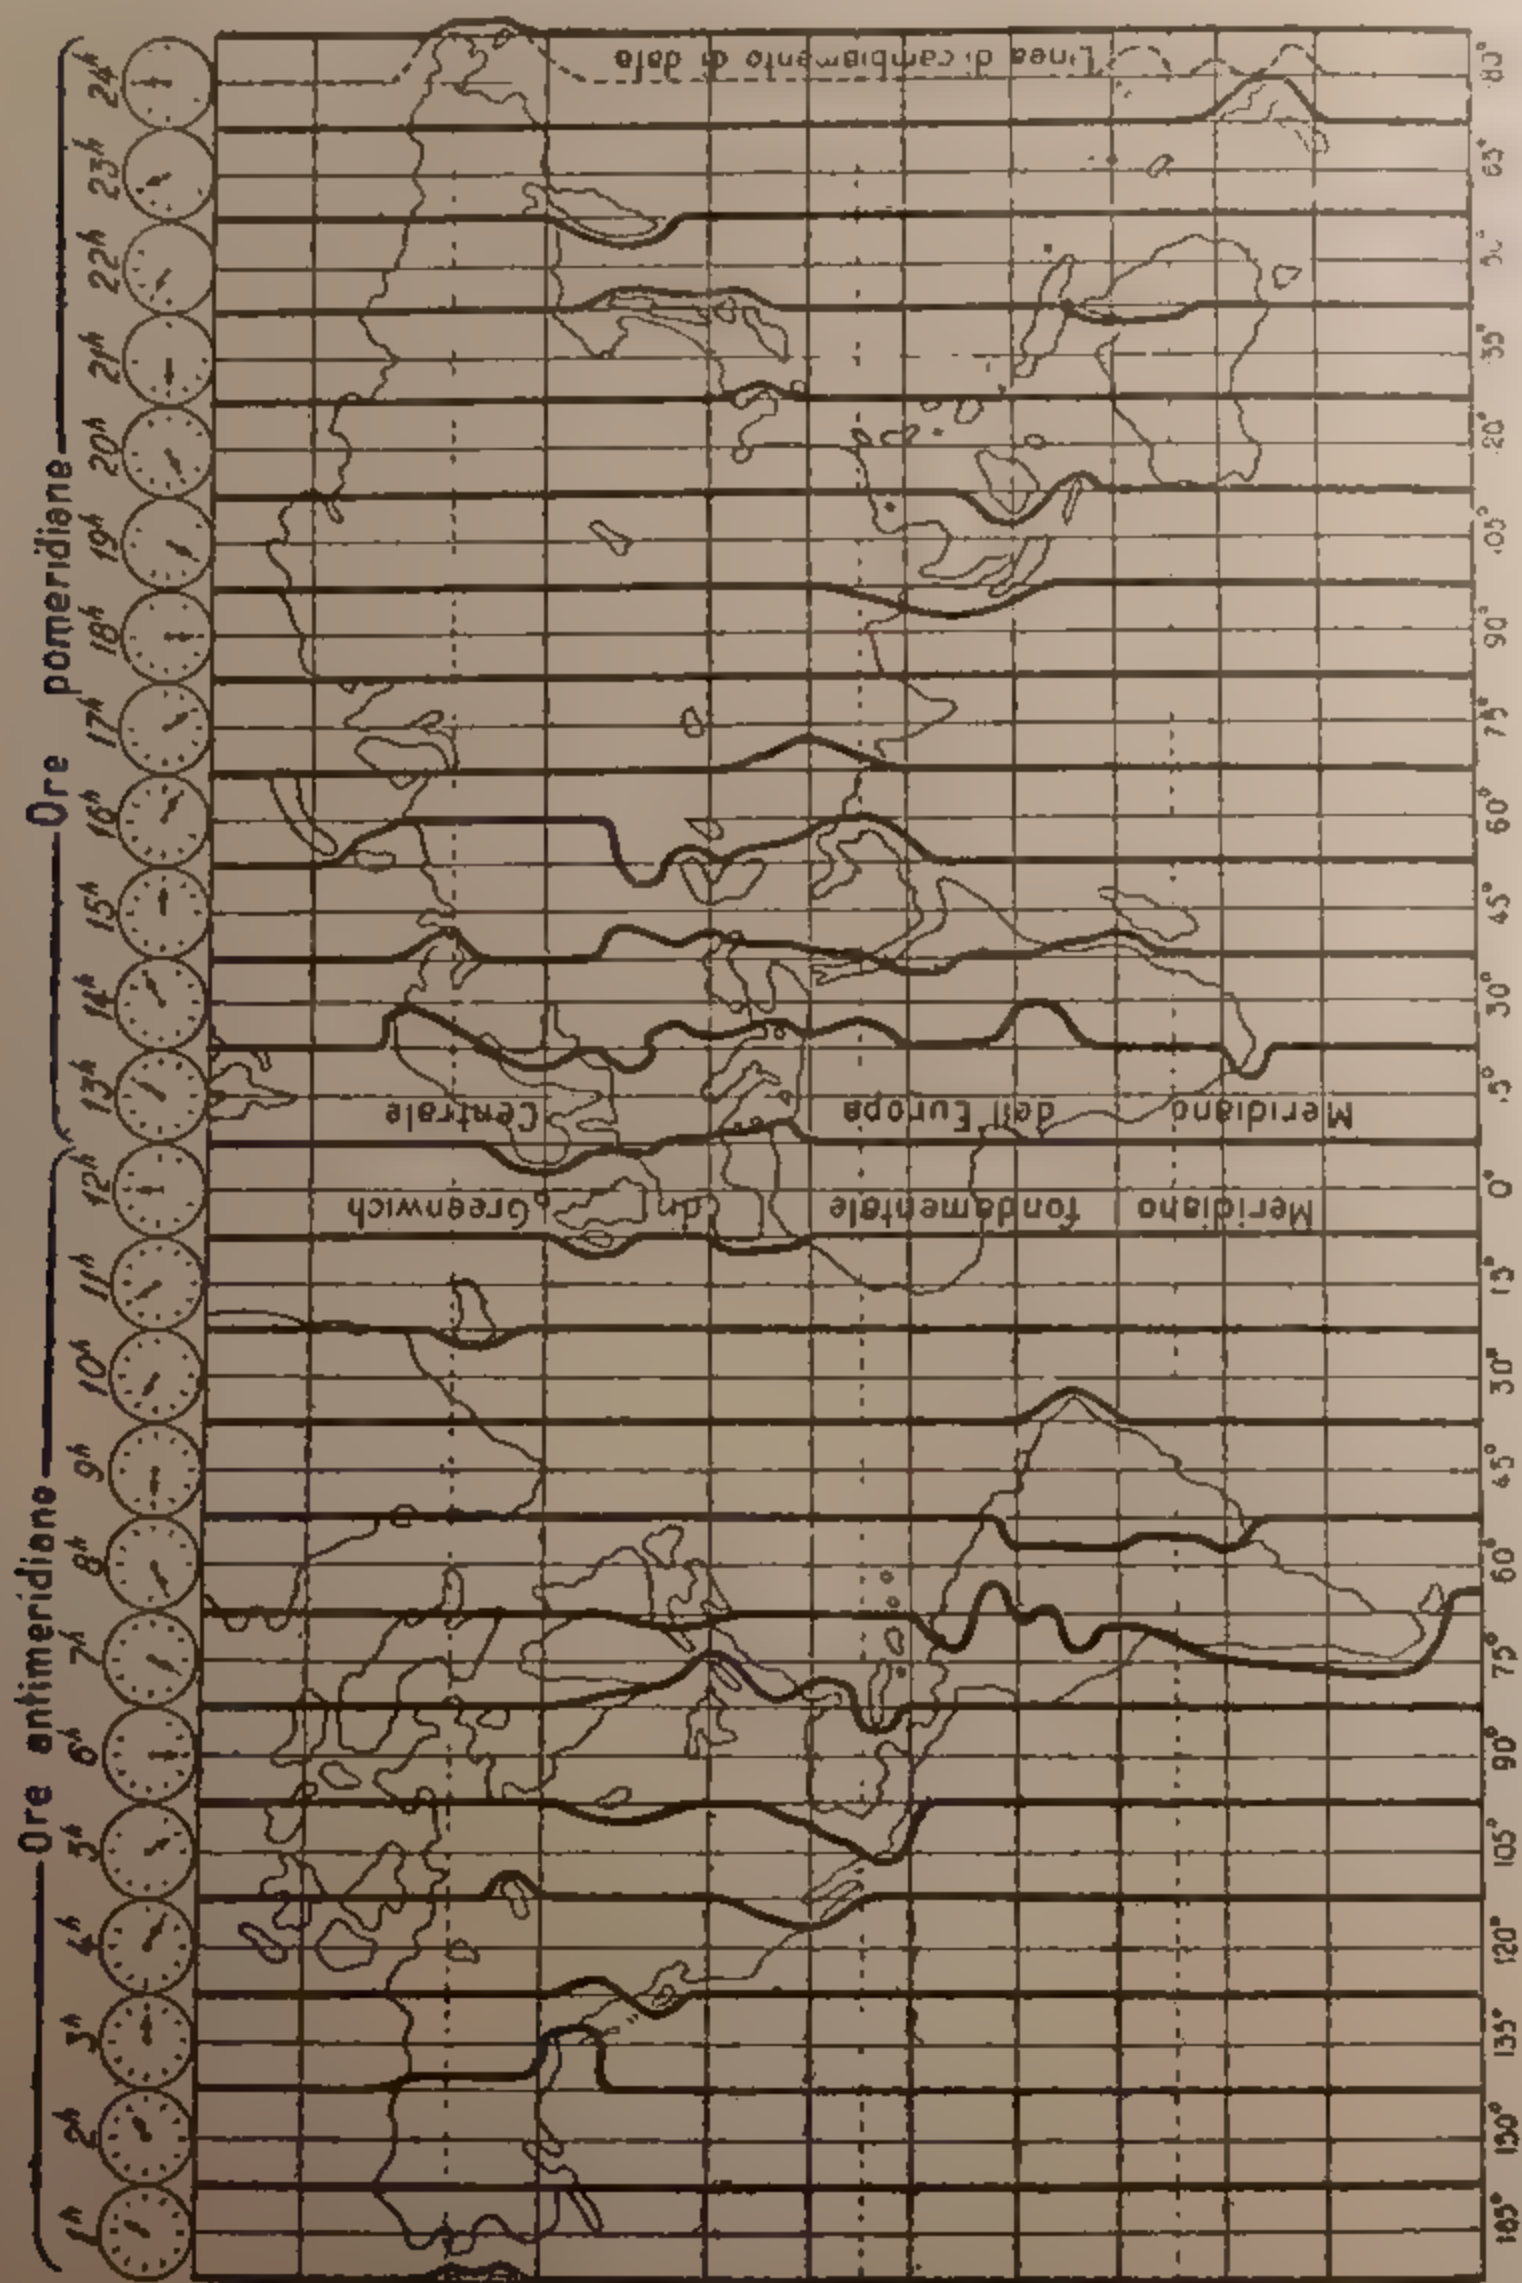 Ore antimeridiane Ore pomeridiane
1h 2h 3h 4h 5h 6h 7h 8h 9h 10h 11h 12h 13h 14h 15h 16h 17h 18h 19h 20h 21h 22h 23h 24h
Meridiano fondamentale di Greenwich
Meridiano dell'Europa Centrale
Linea di cambiamento di data
165° 150° 135° 120° 105° 90° 75° 60° 45° 30° 15° 0° 15° 30° 45° 60° 75° 90° 105° 120° 135° 150° 165° 180°